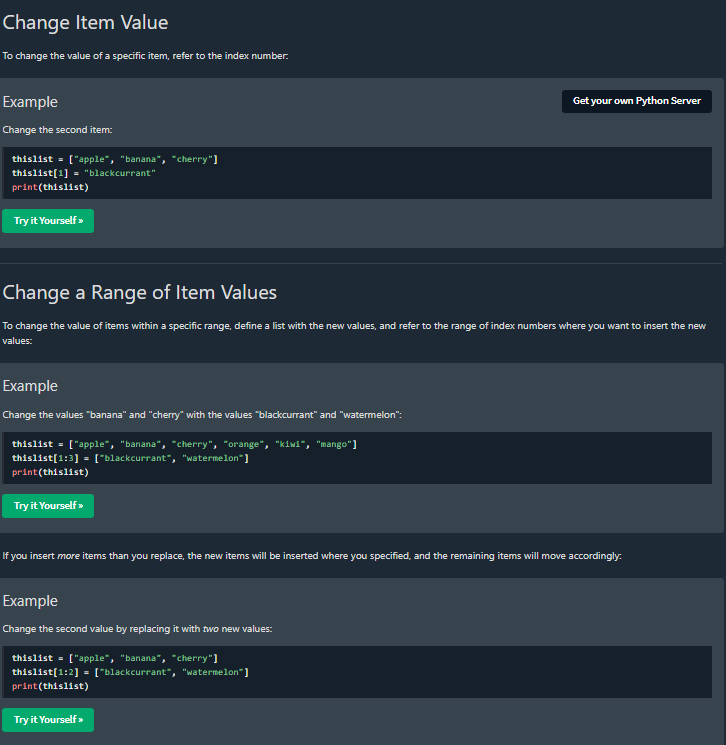 Change Item Value
To change the value of a specific item, refer to the index number:
Example
Get your own Python Server
Change the second item:
thislist = ["apple", "banana", "cherry"]
thislist[1] = "blackcurrant"
print(thislist)
Try it Yourself »
Change a Range of Item Values
To change the value of items within a specific range, define a list with the new values, and refer to the range of index numbers where you want to insert the new
values:
Example
Change the values "banana" and "cherry" with the values "blackcurrant" and "watermelon":
thislist = ["apple", "banana", "cherry", "orange", "kiwi", "mango"]
thislist[1:3] = ["blackcurrant", "watermelon"]
print(thislist)
Try it Yourself »
If you insert more items than you replace, the new items will be inserted where you specified, and the remaining items will move accordingly:
Example
Change the second value by replacing it with two new values:
thislist = ["apple", "banana", "cherry"]
thislist[1:2] = ["blackcurrant", "watermelon"]
print(thislist)
Try it Yourself »